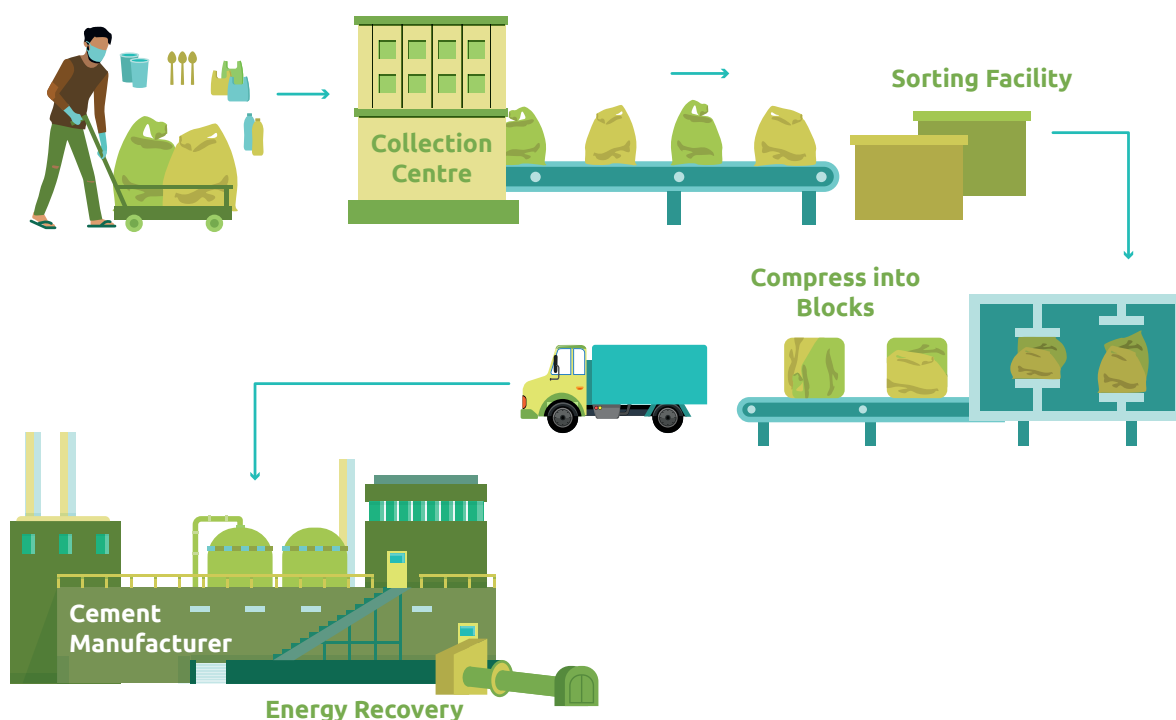 Collection
Centre
Sorting Facility
Compress into
Blocks
Cement
Manufacturer
Energy Recovery